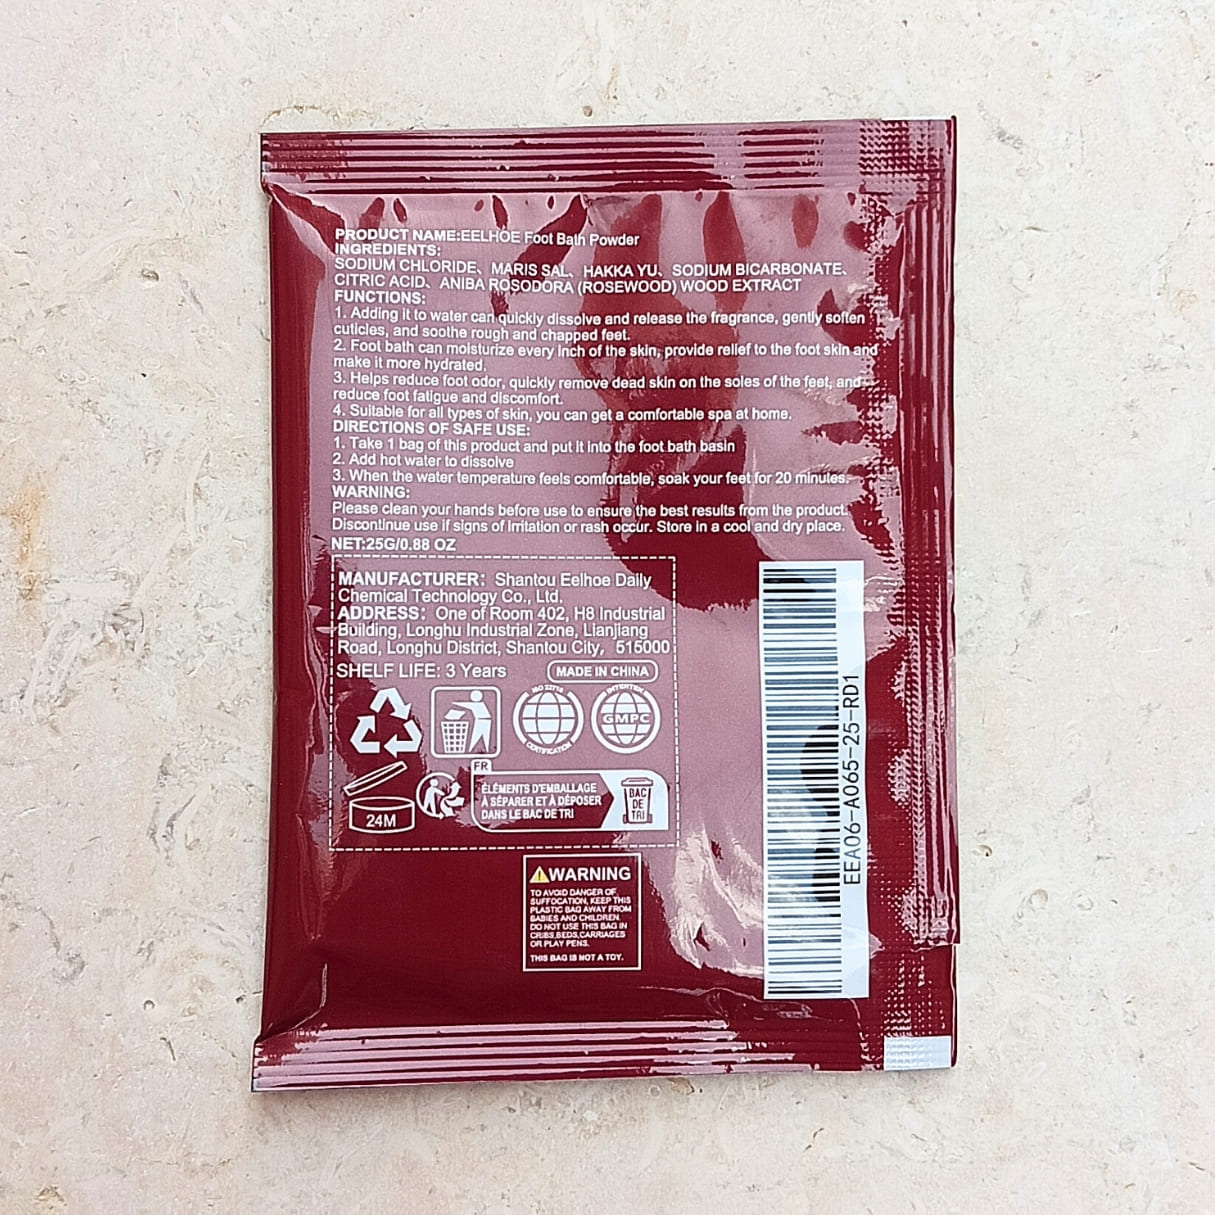 PRODUCT NAME:EELHOE Foot Bath Powder
INGREDIENTS:
SODIUM CHLORIDE、MARIS SAL、HAKKA YU、SODIUM BICARBONATE、
CITRIC ACID、ANIBA ROSODORA (ROSEWOOD) WOOD EXTRACT
FUNCTIONS:
1. Adding it to water can quickly dissolve and release the fragrance, gently soften
cuticles, and soothe rough and chapped feet.
2. Foot bath can moisturize every inch of the skin, provide relief to the foot skin and
make it more hydrated.
3. Helps reduce foot odor, quickly remove dead skin on the soles of the feet, and
reduce foot fatigue and discomfort.
4. Suitable for all types of skin, you can get a comfortable spa at home.
DIRECTIONS OF SAFE USE:
1. Take 1 bag of this product and put it into the foot bath basin
2. Add hot water to dissolve
3. When the water temperature feels comfortable, soak your feet for 20 minutes.
WARNING:
Please clean your hands before use to ensure the best results from the product.
Discontinue use if signs of irritation or rash occur. Store in a cool and dry place.
NET:25G/0.88 OZ
MANUFACTURER: Shantou Eelhoe Daily
Chemical Technology Co., Ltd.
ADDRESS: One of Room 402, H8 Industrial
Building, Longhu Industrial Zone, Lianjiang
Road, Longhu District, Shantou City, 515000
SHELF LIFE: 3 Years
MADE IN CHINA
ISO 22716
CERTIFICATION
INTERTEK
GMPC
24M
FR
ÉLÉMENTS D'EMBALLAGE
À SÉPARER ET À DÉPOSER
DANS LE BAC DE TRI
BAC
DE
TRI
WARNING
TO AVOID DANGER OF
SUFFOCATION, KEEP THIS
PLASTIC BAG AWAY FROM
BABIES AND CHILDREN.
DO NOT USE THIS BAG IN
CRIBS,BEDS,CARRIAGES
OR PLAY PENS.
THIS BAG IS NOT A TOY.
EEA06-A065-25-RD1